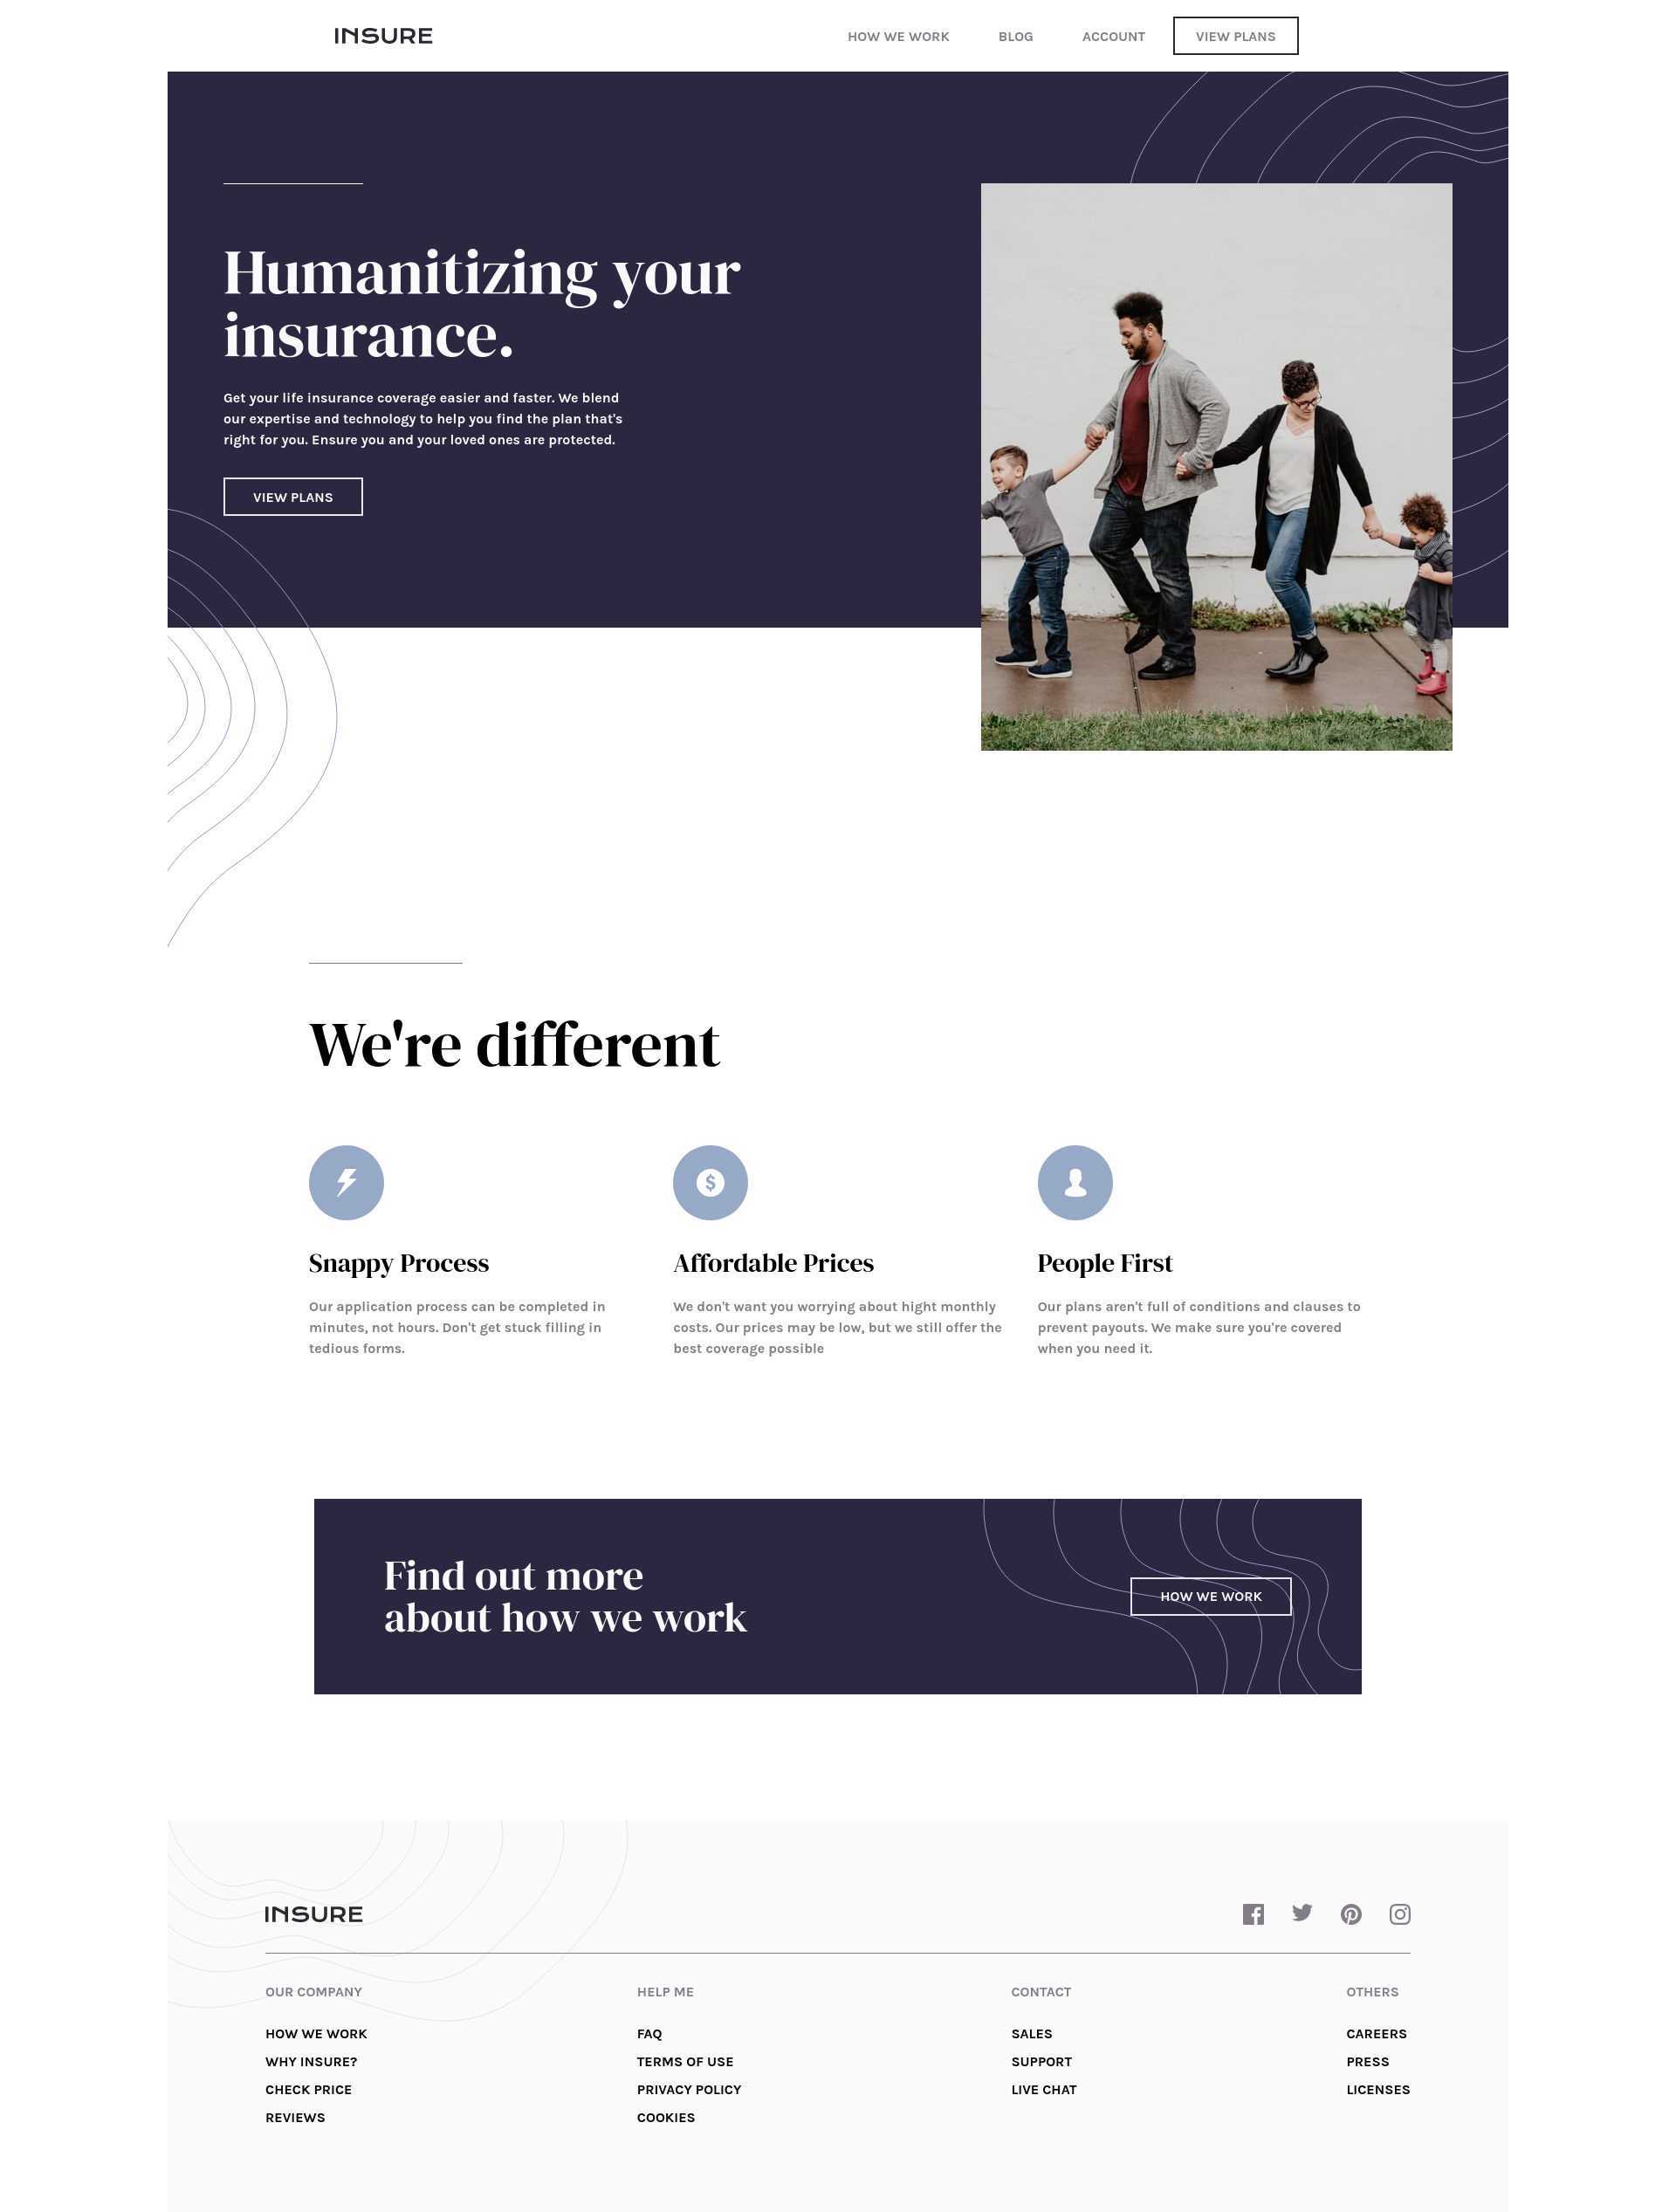 INSURE
HOW WE WORK
BLOG
ACCOUNT
VIEW PLANS
Humanitizing your
insurance.
Get your life insurance coverage easier and faster. We blend
our expertise and technology to help you find the plan that's
right for you. Ensure you and your loved ones are protected.
VIEW PLANS
We're different
Snappy Process
Our application process can be completed in
minutes, not hours. Don't get stuck filling in
tedious forms.
$
Affordable Prices
We don't want you worrying about hight monthly
costs. Our prices may be low, but we still offer the
best coverage possible
People First
Our plans aren't full of conditions and clauses to
prevent payouts. We make sure you're covered
when you need it.
Find out more
about how we work
HOW WE WORK
INSURE
OUR COMPANY
HOW WE WORK
WHY INSURE?
CHECK PRICE
REVIEWS
HELP ME
FAQ
TERMS OF USE
PRIVACY POLICY
COOKIES
CONTACT
SALES
SUPPORT
LIVE CHAT
OTHERS
CAREERS
PRESS
LICENSES